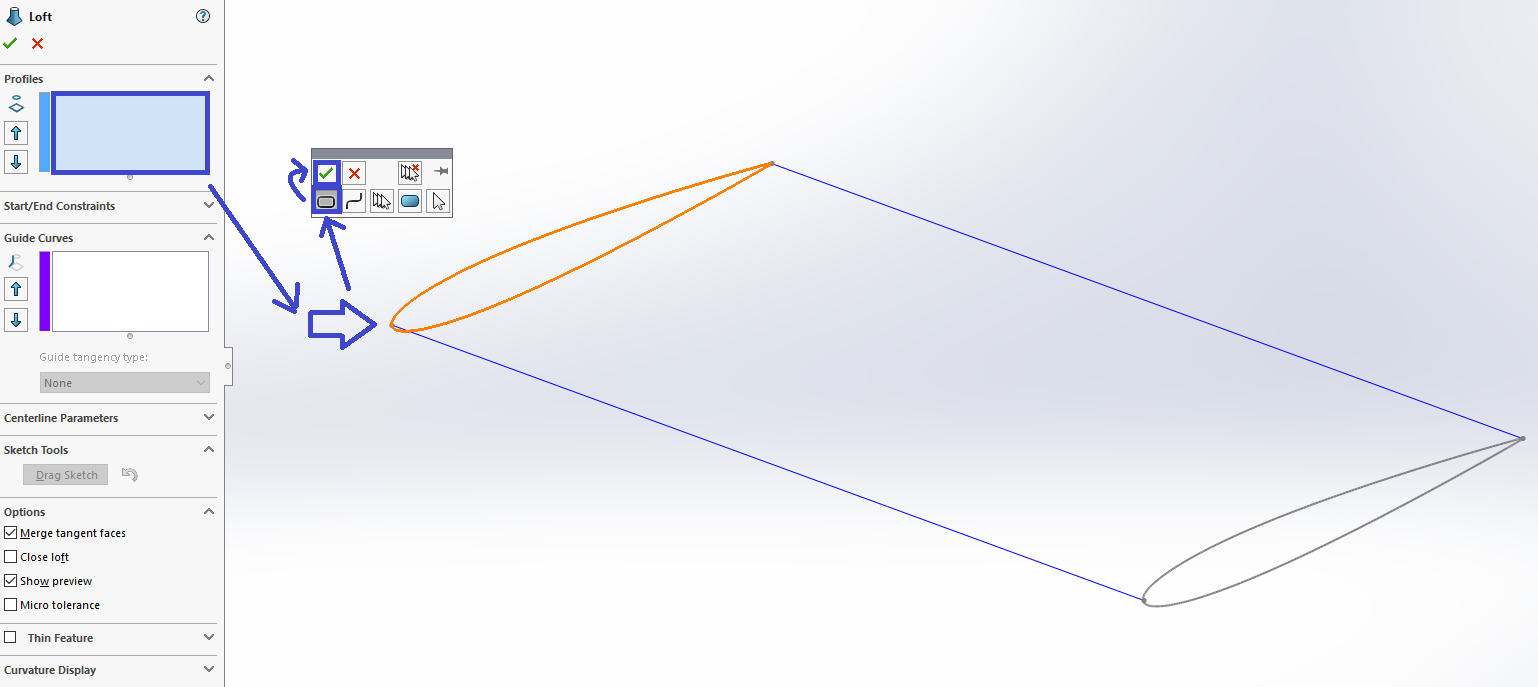 Loft
Profiles
Start/End Constraints
Guide Curves
Guide tangency type:
None
Centerline Parameters
Sketch Tools
Drag Sketch
Options
Merge tangent faces
Close loft
Show preview
Micro tolerance
Thin Feature
Curvature Display